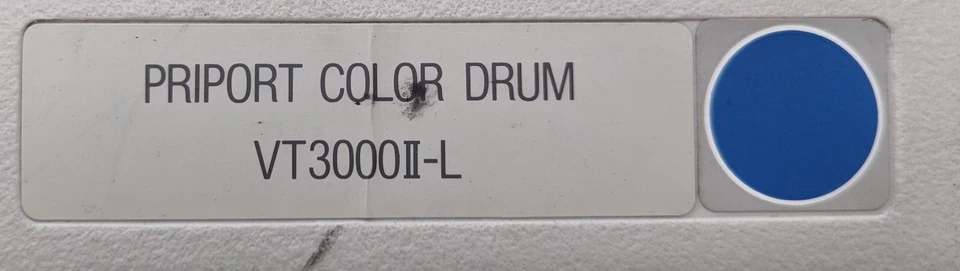 PRIPORT COLOR DRUM
VT3000Ⅱ-L